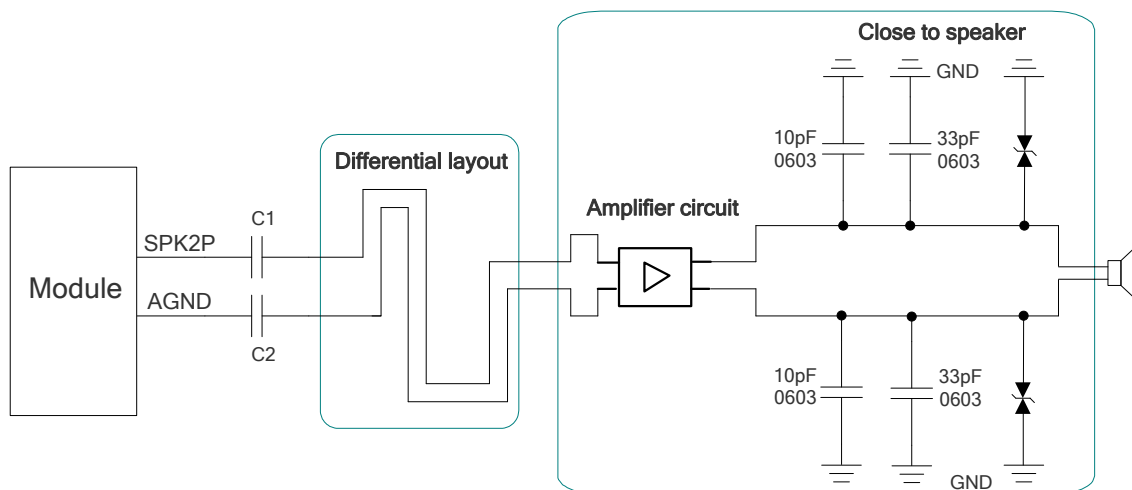 Close to speaker
GND
10pF
0603
33pF
0603
Differential layout
Amplifier circuit
C1
SPK2P
Module
AGND
C2
10pF
0603
33pF
0603
GND